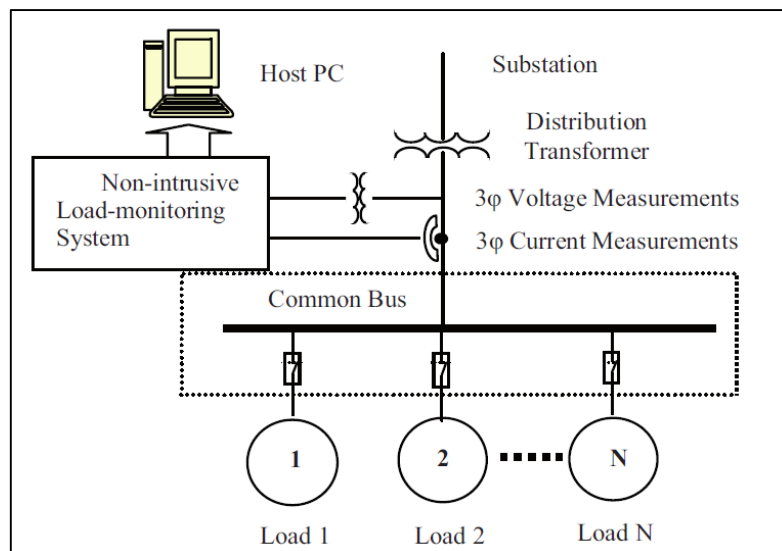 Host PC
Substation
Distribution
Transformer
Non-intrusive
Load-monitoring
System
3φ Voltage Measurements
3φ Current Measurements
Common Bus
1
2
N
Load 1
Load 2
Load N